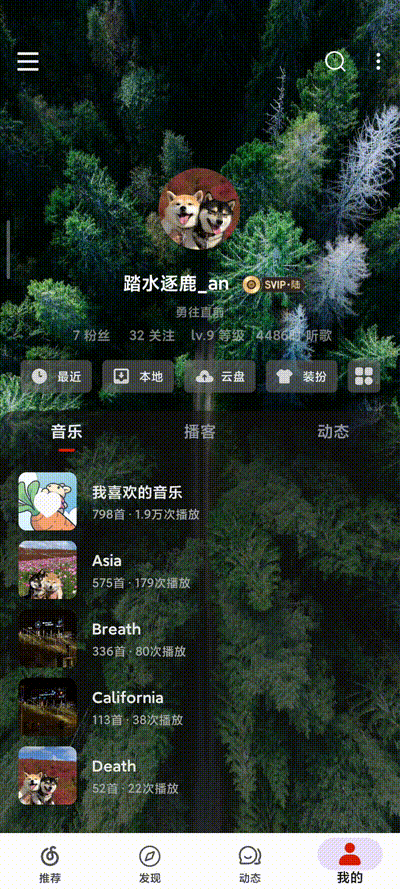 踏水逐鹿_an SVIP·陆
勇往直前
7 粉丝 32 关注 lv.9 等级 4486时 听歌
最近 本地 云盘 装扮
音乐 播客 动态
我喜欢的音乐
798首 · 1.9万次播放
Asia
575首 · 179次播放
Breath
336首 · 80次播放
California
113首 · 38次播放
Death
52首 · 22次播放
推荐 发现 动态 我的